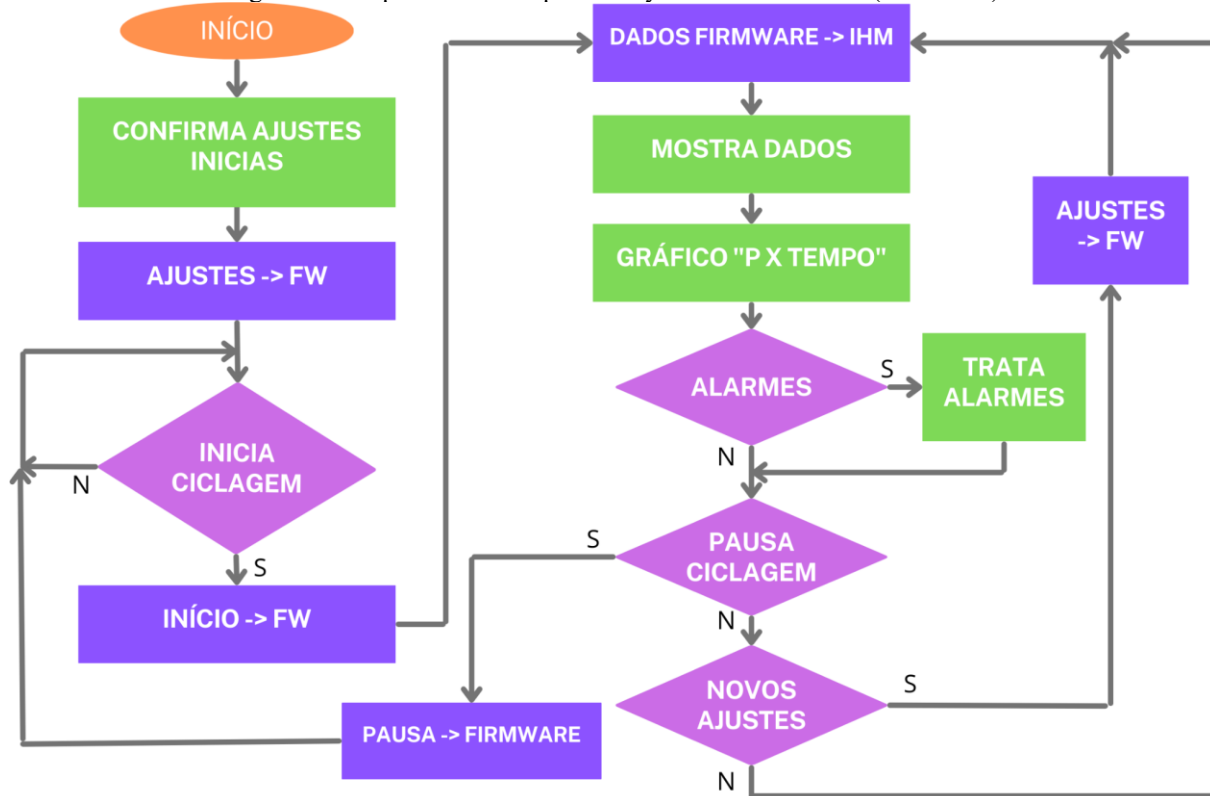 INÍCIO
CONFIRMA AJUSTES
INICIAS
AJUSTES -> FW
INICIA
CICLAGEM
N
S
INÍCIO -> FW
DADOS FIRMWARE -> IHM
MOSTRA DADOS
GRÁFICO "P X TEMPO"
ALARMES
S
TRATA
ALARMES
N
PAUSA
CICLAGEM
S
N
PAUSA -> FIRMWARE
NOVOS
AJUSTES
S
N
AJUSTES
-> FW